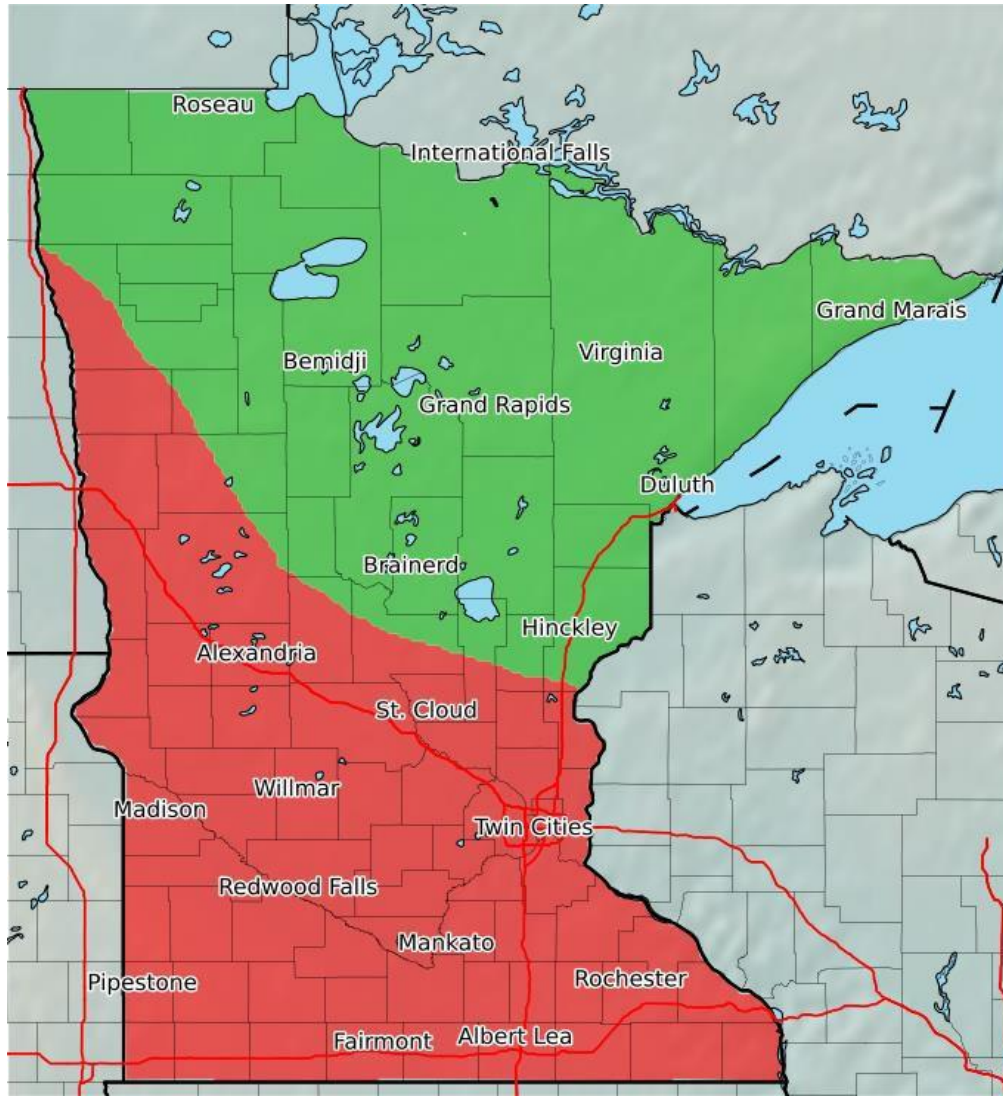 Roseau
International Falls
Grand Marais
Virginia
Bemidji
Grand Rapids
Duluth
Brainerd
Hinckley
Alexandria
St. Cloud
Willmar
Madison
Twin Cities
Redwood Falls
Mankato
Rochester
Pipestone
Albert Lea
Fairmont